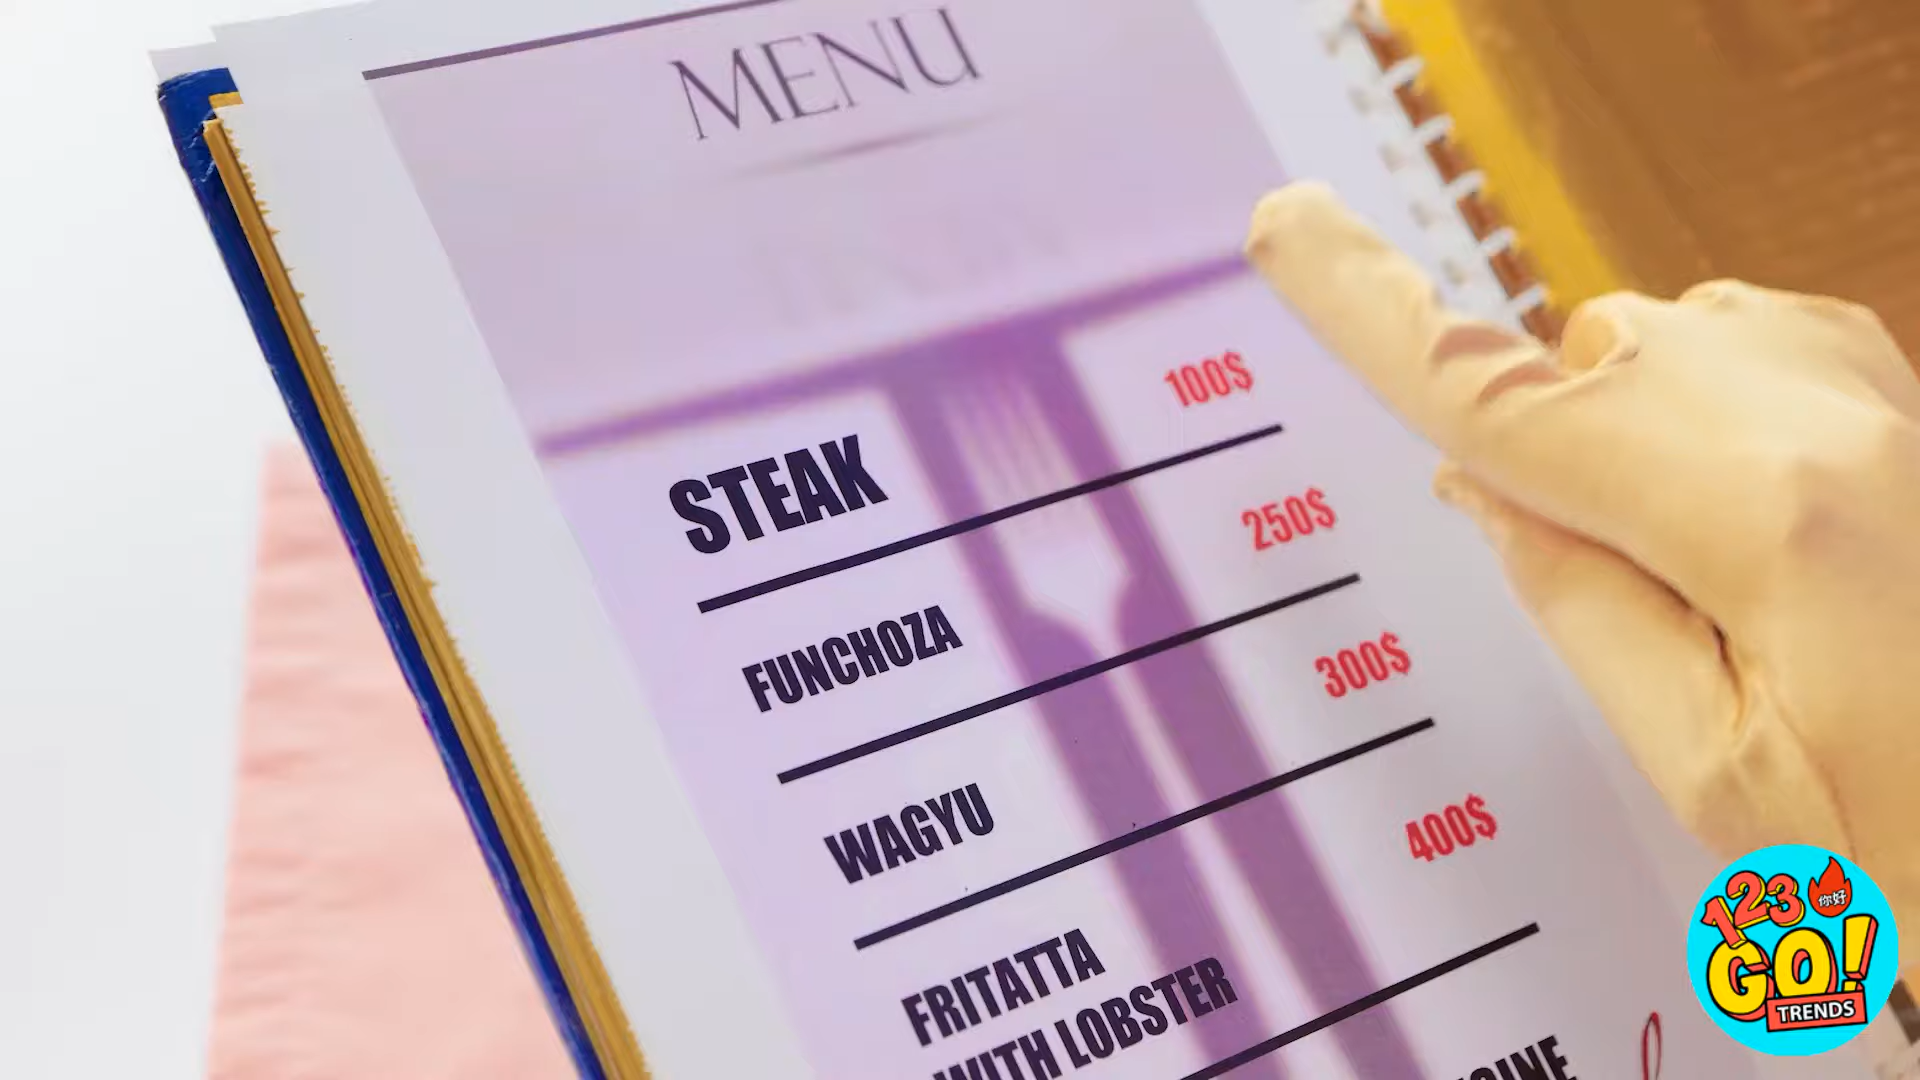 MENU
STEAK 100$
FUNCHOZA 250$
WAGYU 300$
FRITATTA 400$
WITH LOBSTER
123
你好
GO!
TRENDS